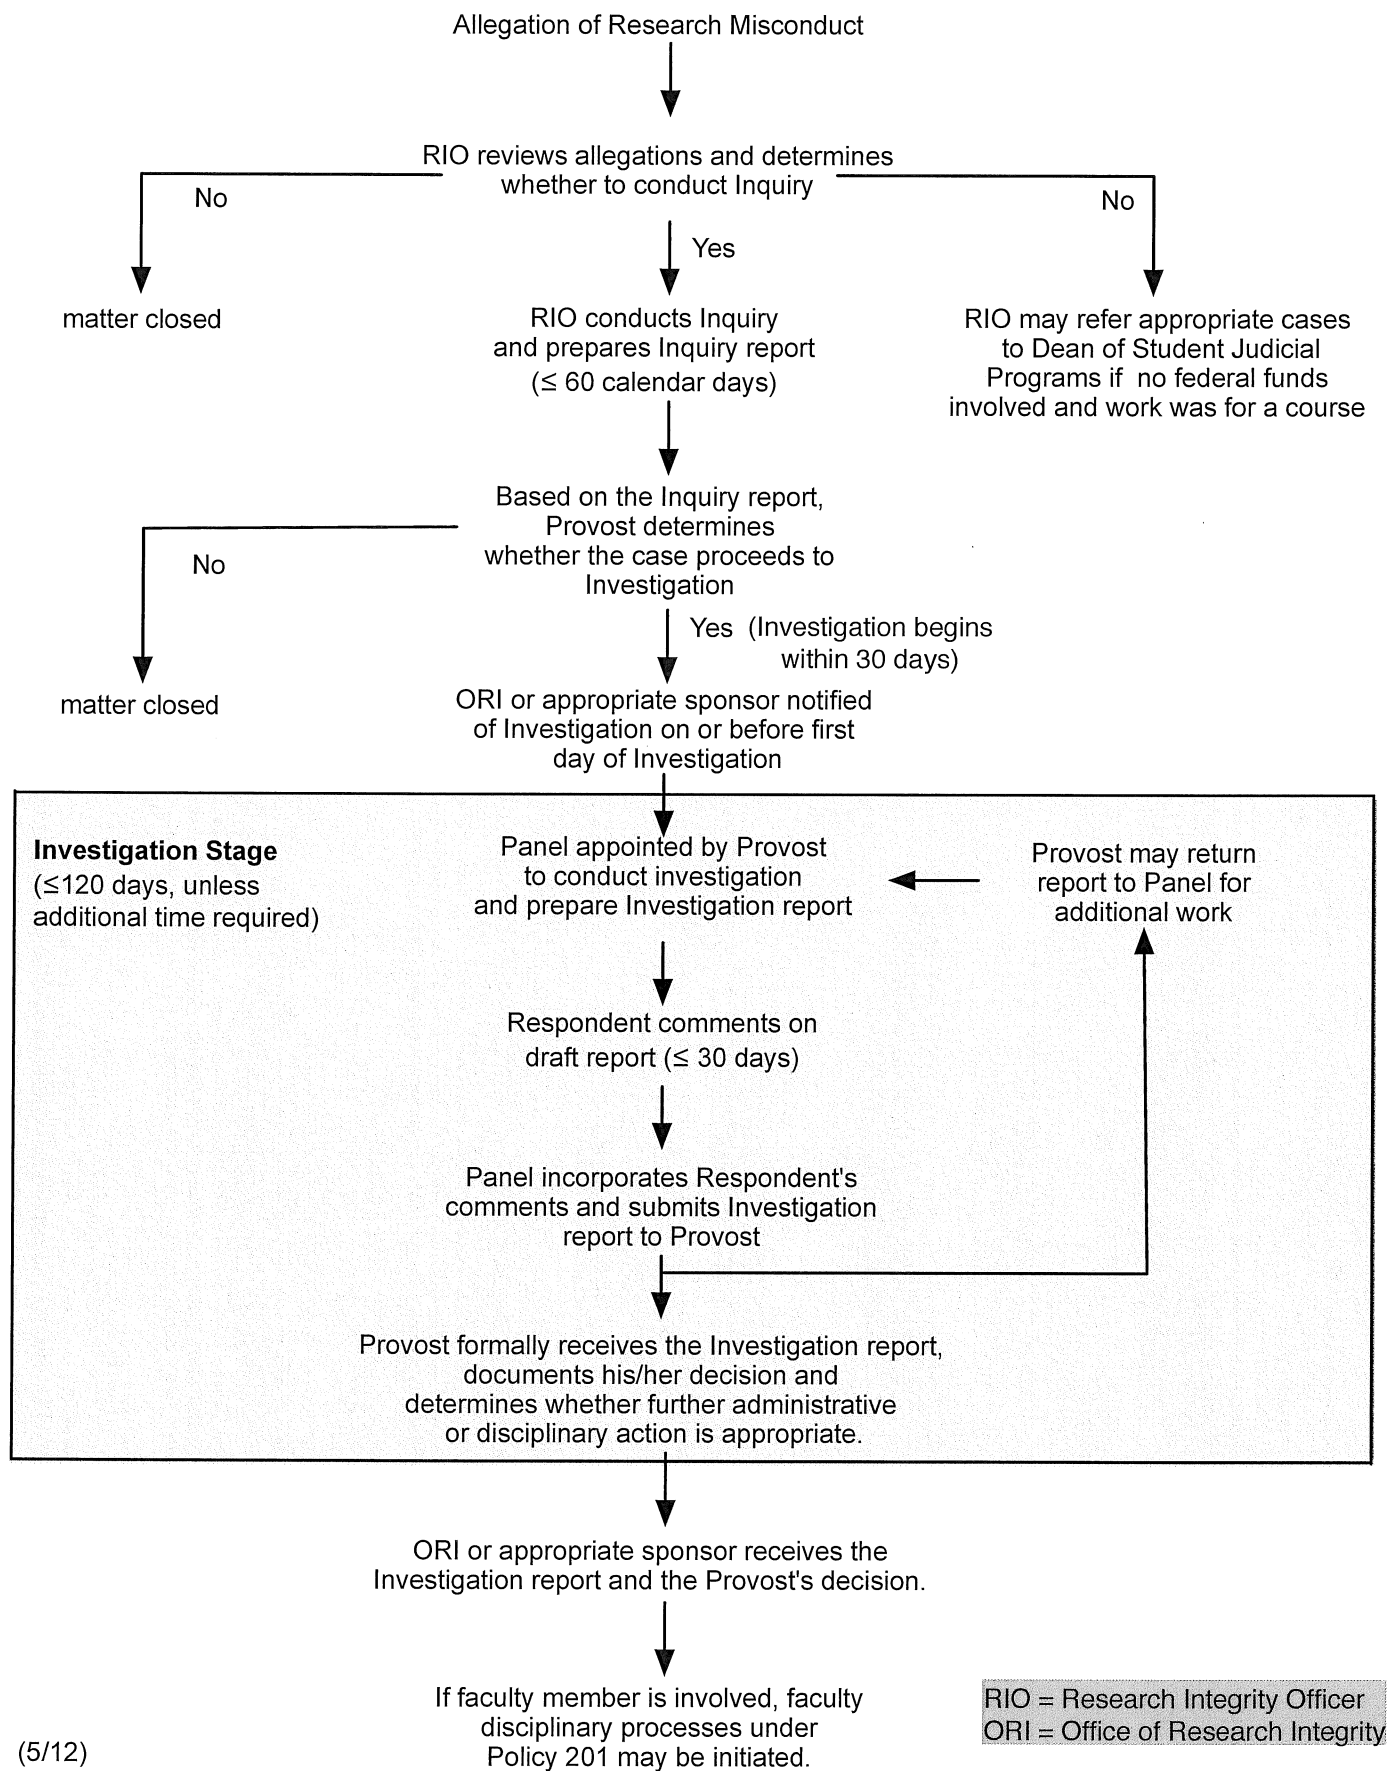 Allegation of Research Misconduct
RIO reviews allegations and determines
whether to conduct Inquiry
No
No
Yes
matter closed
RIO conducts Inquiry
and prepares Inquiry report
(≤ 60 calendar days)
RIO may refer appropriate cases
to Dean of Student Judicial
Programs if no federal funds
involved and work was for a course
Based on the Inquiry report,
Provost determines
whether the case proceeds to
Investigation
No
Yes (Investigation begins
within 30 days)
matter closed
ORI or appropriate sponsor notified
of Investigation on or before first
day of Investigation
Investigation Stage
(≤120 days, unless
additional time required)
Panel appointed by Provost
to conduct investigation
and prepare Investigation report
Provost may return
report to Panel for
additional work
Respondent comments on
draft report (≤ 30 days)
Panel incorporates Respondent's
comments and submits Investigation
report to Provost
Provost formally receives the Investigation report,
documents his/her decision and
determines whether further administrative
or disciplinary action is appropriate.
ORI or appropriate sponsor receives the
Investigation report and the Provost's decision.
If faculty member is involved, faculty
disciplinary processes under
Policy 201 may be initiated.
RIO = Research Integrity Officer
ORI = Office of Research Integrity
(5/12)